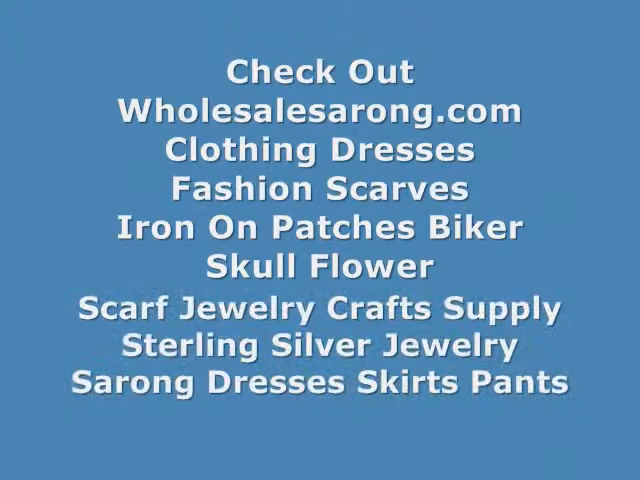 Check Out
Wholesalesarong.com
Clothing Dresses
Fashion Scarves
Iron On Patches Biker
Skull Flower
Scarf Jewelry Crafts Supply
Sterling Silver Jewelry
Sarong Dresses Skirts Pants